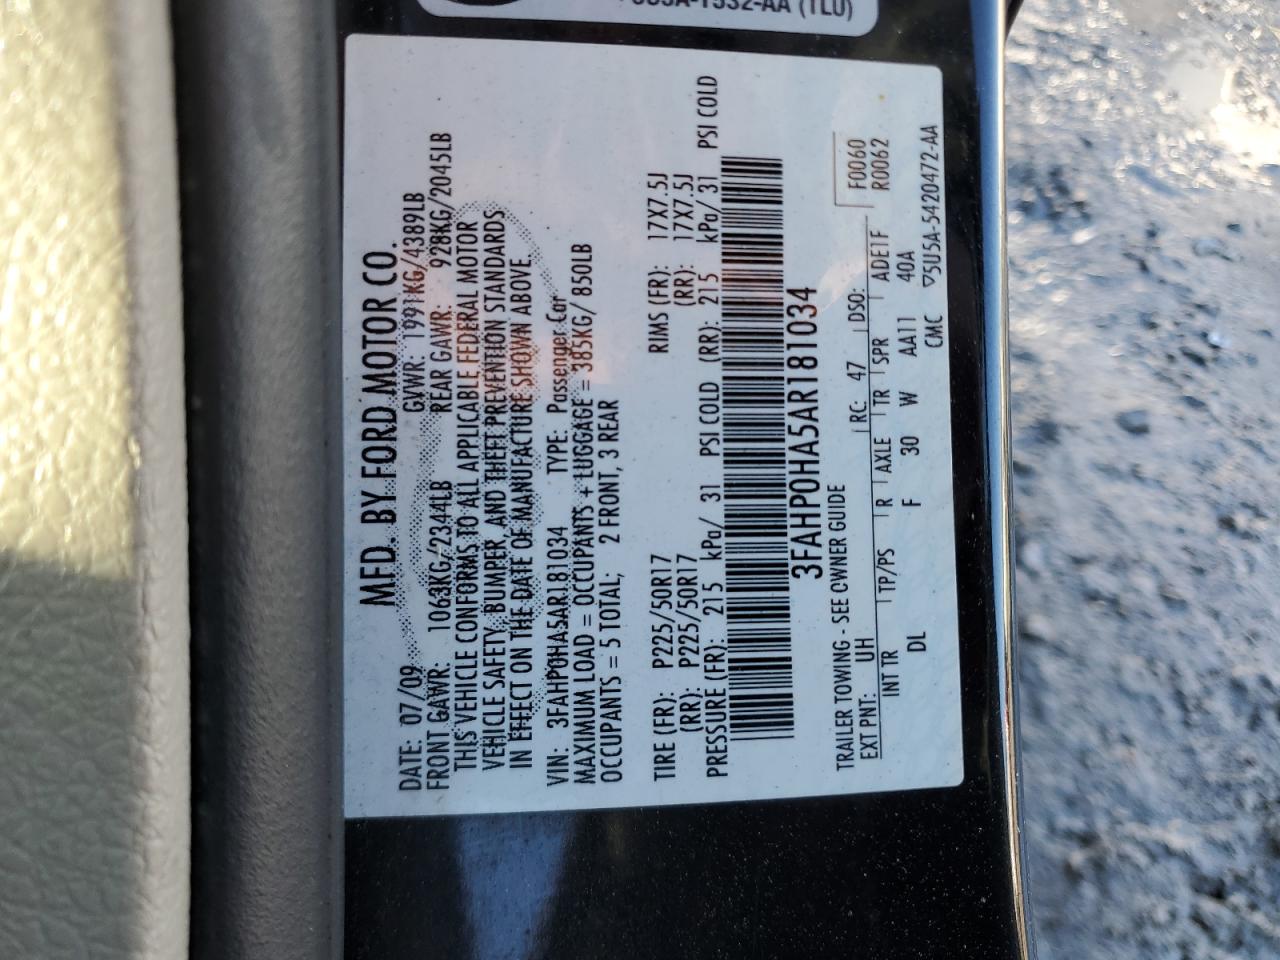 5U5A-1532-AA (TLU)
MFD. BY FORD MOTOR CO.
DATE: 07/09 GVWR: 1991KG/4389LB
FRONT GAWR: 1063KG/2344LB REAR GAWR: 928KG/2045LB
THIS VEHICLE CONFORMS TO ALL APPLICABLE FEDERAL MOTOR
VEHICLE SAFETY, BUMPER, AND THEFT PREVENTION STANDARDS
IN EFFECT ON THE DATE OF MANUFACTURE SHOWN ABOVE.
VIN: 3FAHP0HA5AR181034 TYPE: Passenger Car
MAXIMUM LOAD = OCCUPANTS + LUGGAGE = 385KG/ 850LB
OCCUPANTS = 5 TOTAL, 2 FRONT, 3 REAR
TIRE (FR): P225/50R17 RIMS (FR): 17X7.5J
(RR): P225/50R17 (RR): 17X7.5J
PRESSURE (FR): 215 kPa/ 31 PSI COLD (RR): 215 kPa/ 31 PSI COLD
3FAHP0HA5AR181034
TRAILER TOWING - SEE OWNER GUIDE F0060
EXT PNT: UH RC: 47 DSO: R0062
INT TR TP/PS R AXLE TR SPR ADE1F
DL F 30 W AA11 40A
CMC ▽5U5A-5420472-AA